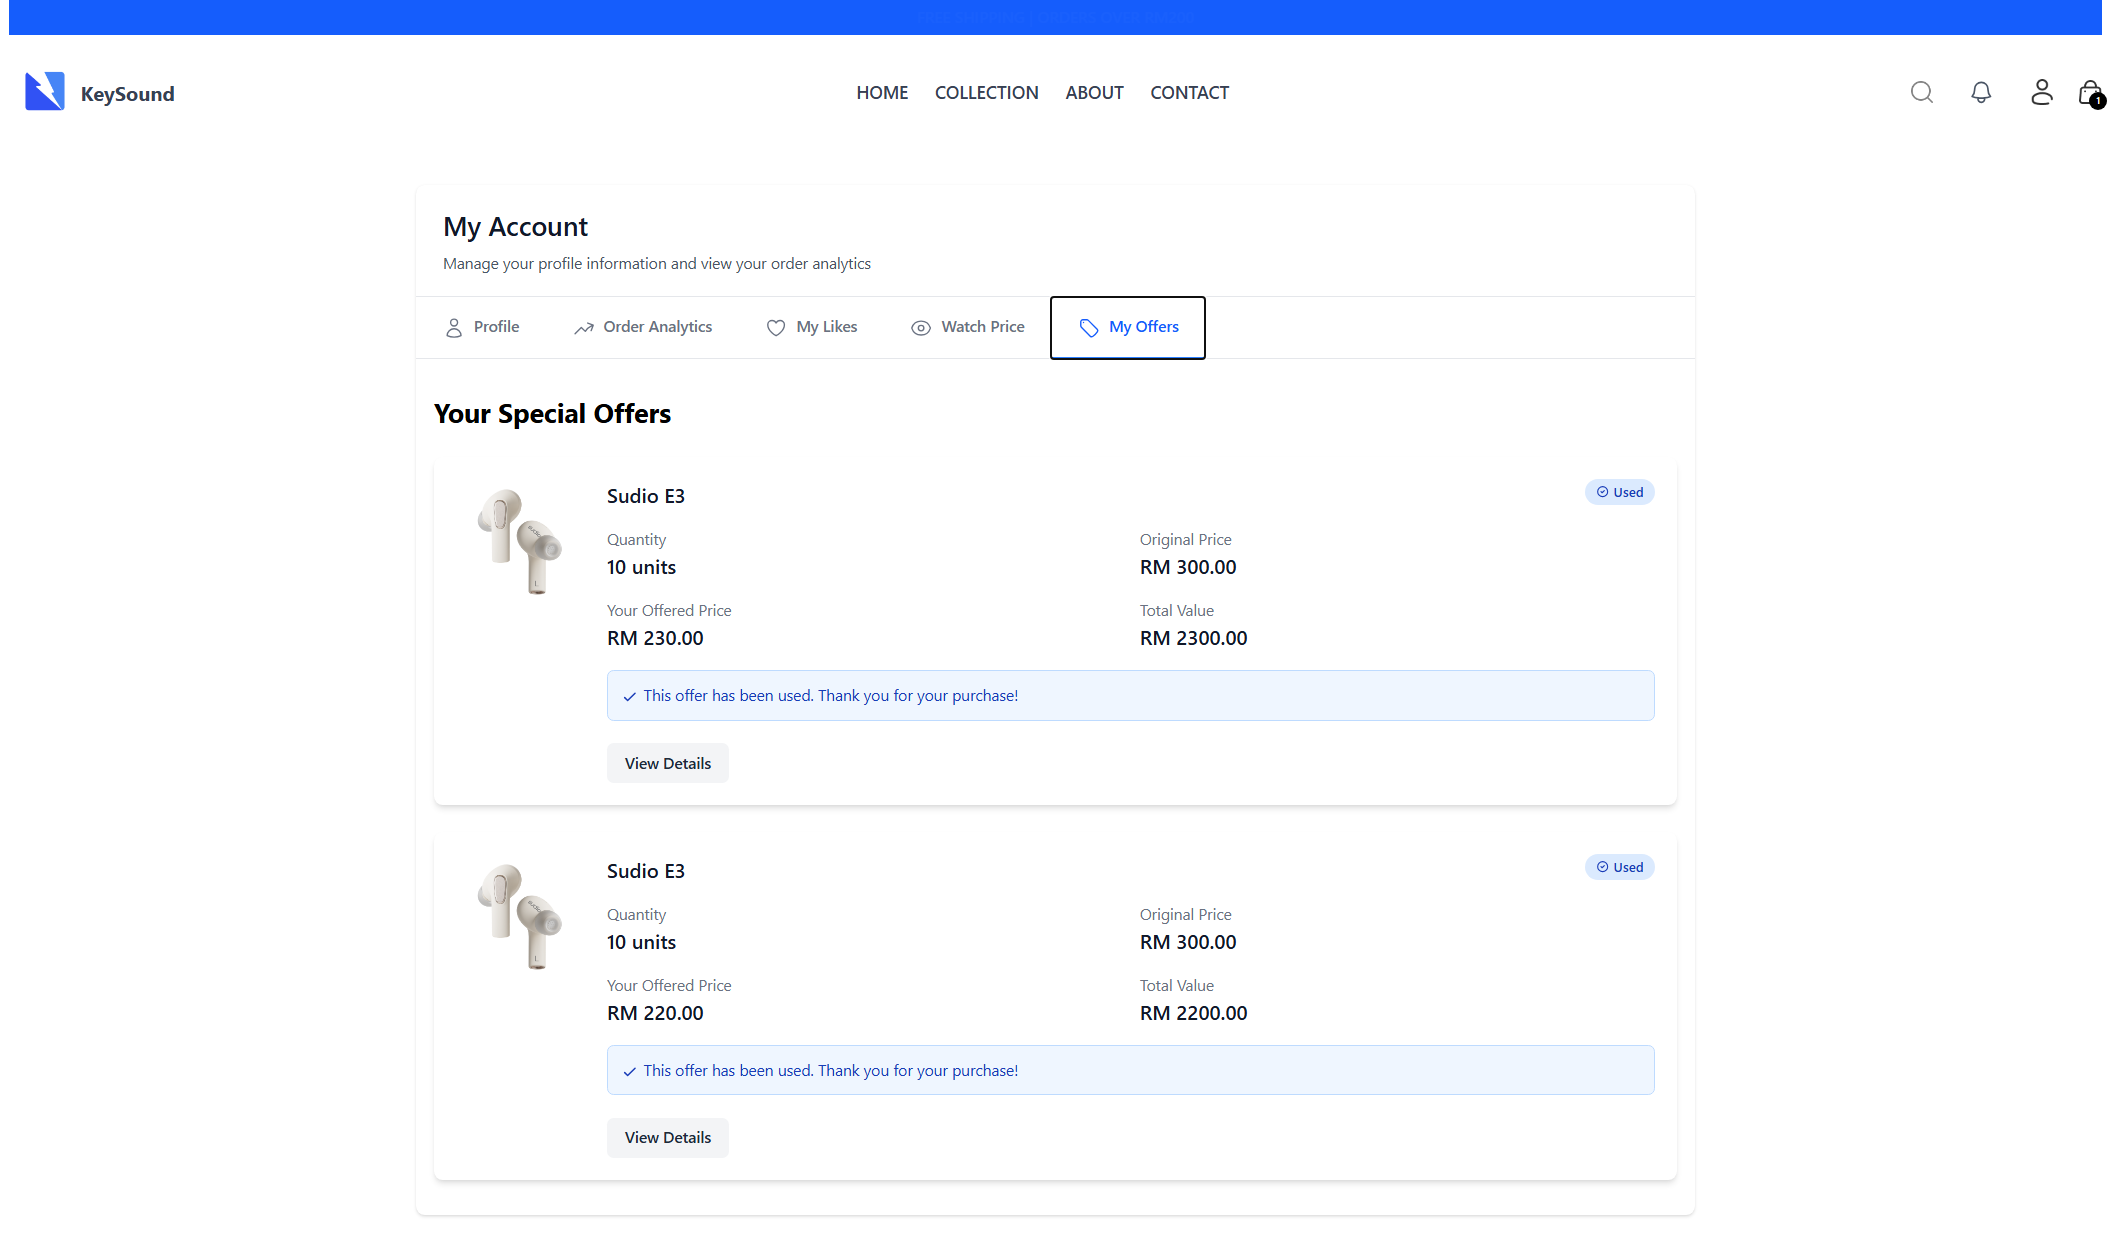 KeySound
HOME COLLECTION ABOUT CONTACT
1
My Account
Manage your profile information and view your order analytics
Profile Order Analytics My Likes Watch Price My Offers
Your Special Offers
Sudio E3
Used
Quantity
Original Price
10 units
RM 300.00
Your Offered Price
Total Value
RM 230.00
RM 2300.00
This offer has been used. Thank you for your purchase!
View Details
Sudio E3
Used
Quantity
Original Price
10 units
RM 300.00
Your Offered Price
Total Value
RM 220.00
RM 2200.00
This offer has been used. Thank you for your purchase!
View Details